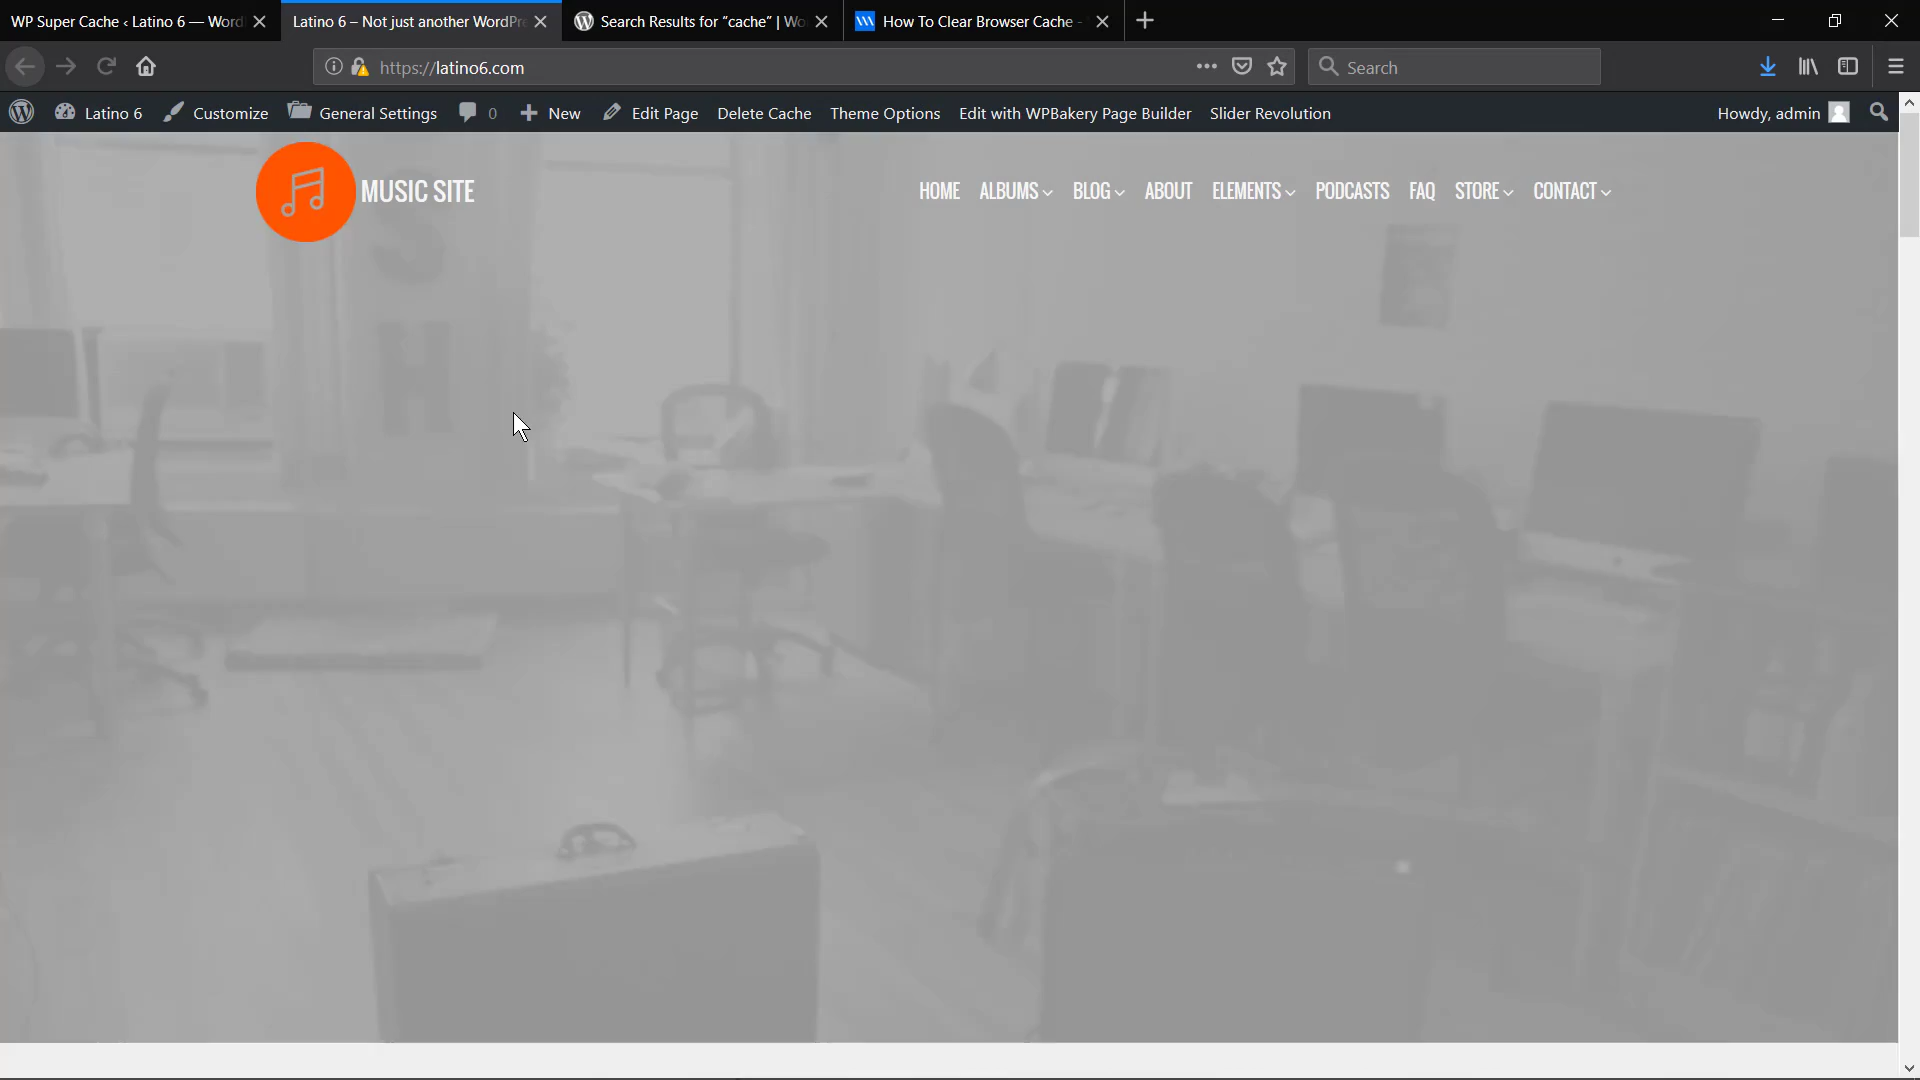 WP Super Cache ‹ Latino 6 — Word
Latino 6 – Not just another WordPre
Search Results for “cache” | Wo
How To Clear Browser Cache -
https://latino6.com
Search
Latino 6
Customize
General Settings
0
New
Edit Page
Delete Cache
Theme Options
Edit with WPBakery Page Builder
Slider Revolution
Howdy, admin
MUSIC SITE
HOME
ALBUMS
BLOG
ABOUT
ELEMENTS
PODCASTS
FAQ
STORE
CONTACT
S
H